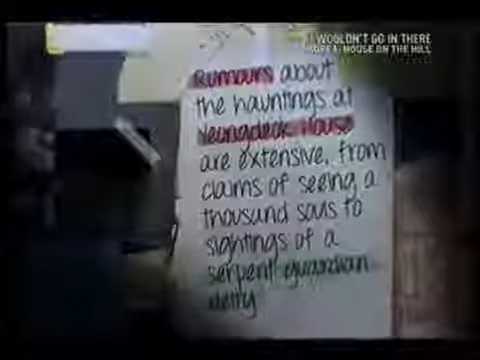 I WOULDN'T GO IN THERE
KOREA: HOUSE ON THE HILL
Rumours about
the hauntings at
Yeongdeok House
are extensive, from
claims of seeing a
thousand souls to
sightings of a
serpent guardian
deity